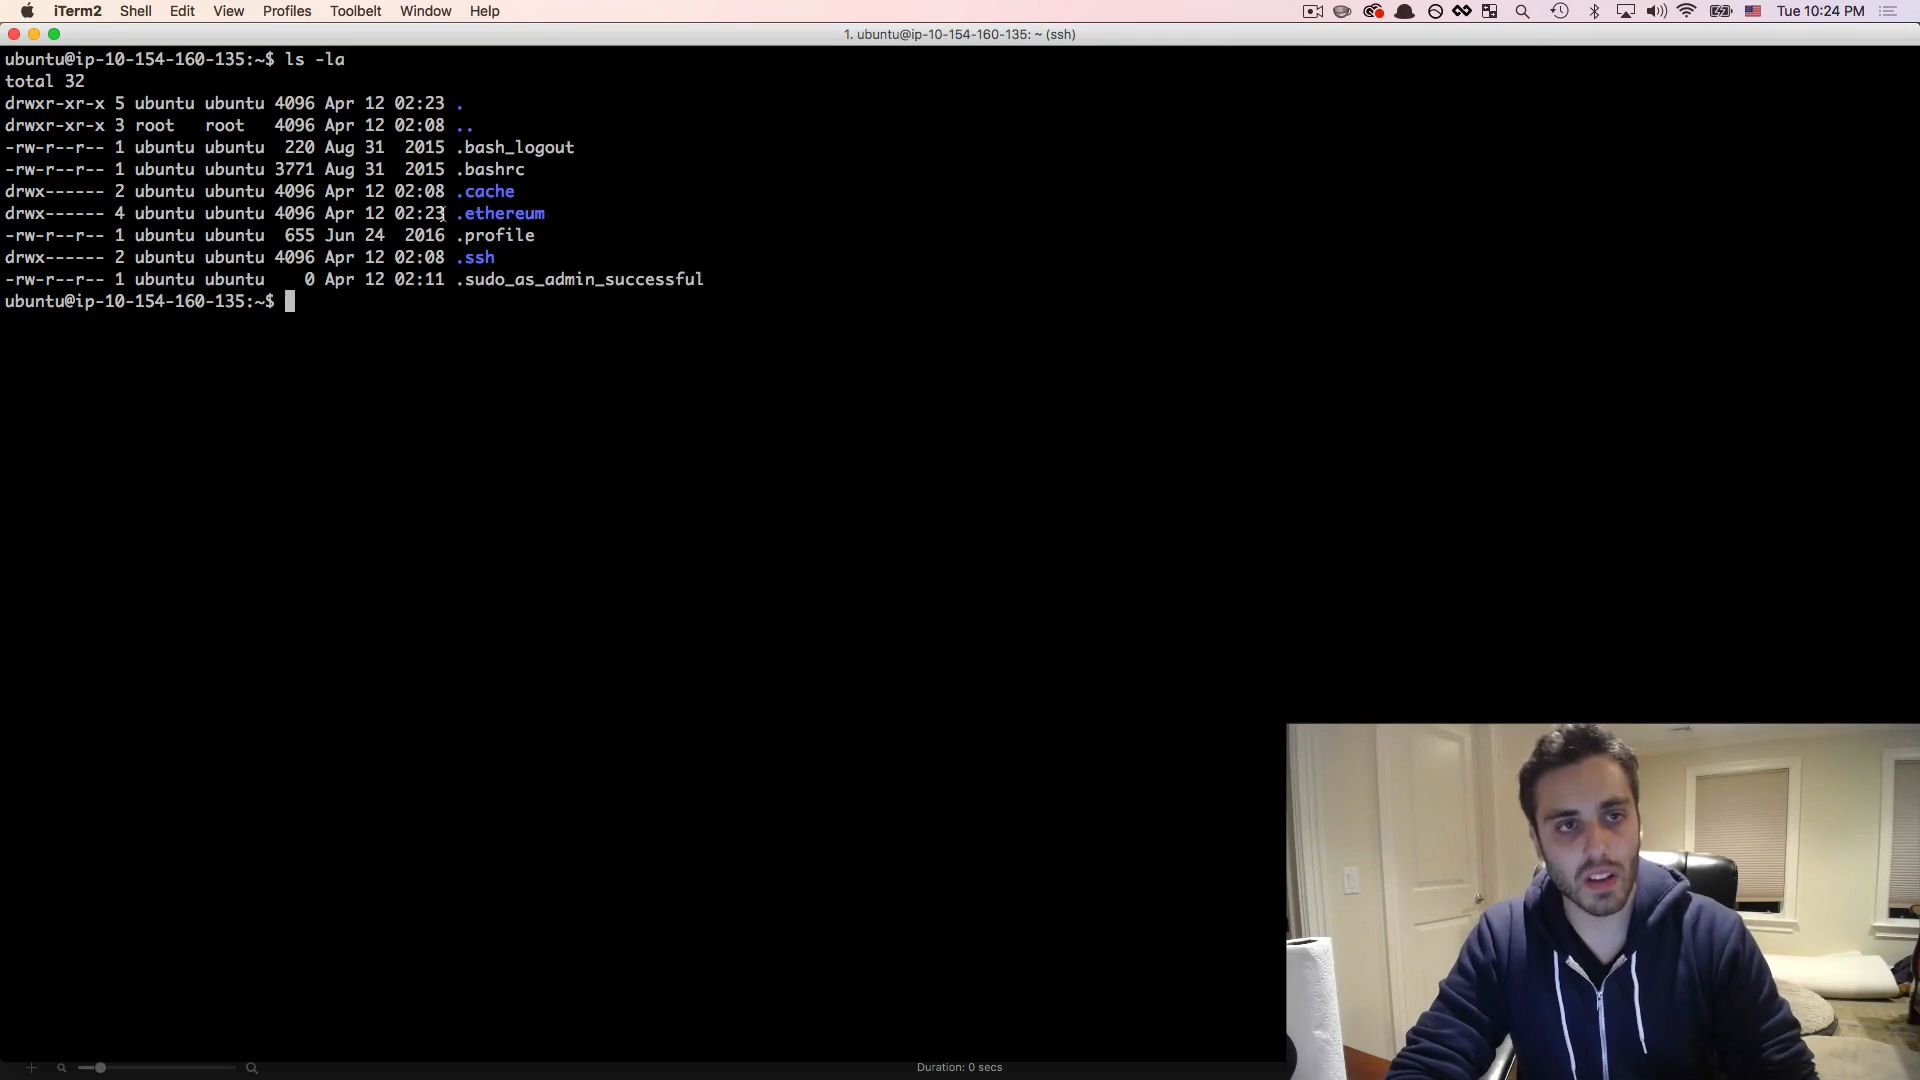 iTerm2 Shell Edit View Profiles Toolbelt Window Help Tue 10:24 PM
1. ubuntu@ip-10-154-160-135: ~ (ssh)
ubuntu@ip-10-154-160-135:~$ ls -la
total 32
drwxr-xr-x 5 ubuntu ubuntu 4096 Apr 12 02:23 .
drwxr-xr-x 3 root   root   4096 Apr 12 02:08 ..
-rw-r--r-- 1 ubuntu ubuntu  220 Aug 31  2015 .bash_logout
-rw-r--r-- 1 ubuntu ubuntu 3771 Aug 31  2015 .bashrc
drwx------ 2 ubuntu ubuntu 4096 Apr 12 02:08 .cache
drwx------ 4 ubuntu ubuntu 4096 Apr 12 02:23 .ethereum
-rw-r--r-- 1 ubuntu ubuntu  655 Jun 24  2016 .profile
drwx------ 2 ubuntu ubuntu 4096 Apr 12 02:08 .ssh
-rw-r--r-- 1 ubuntu ubuntu    0 Apr 12 02:11 .sudo_as_admin_successful
ubuntu@ip-10-154-160-135:~$
Duration: 0 secs